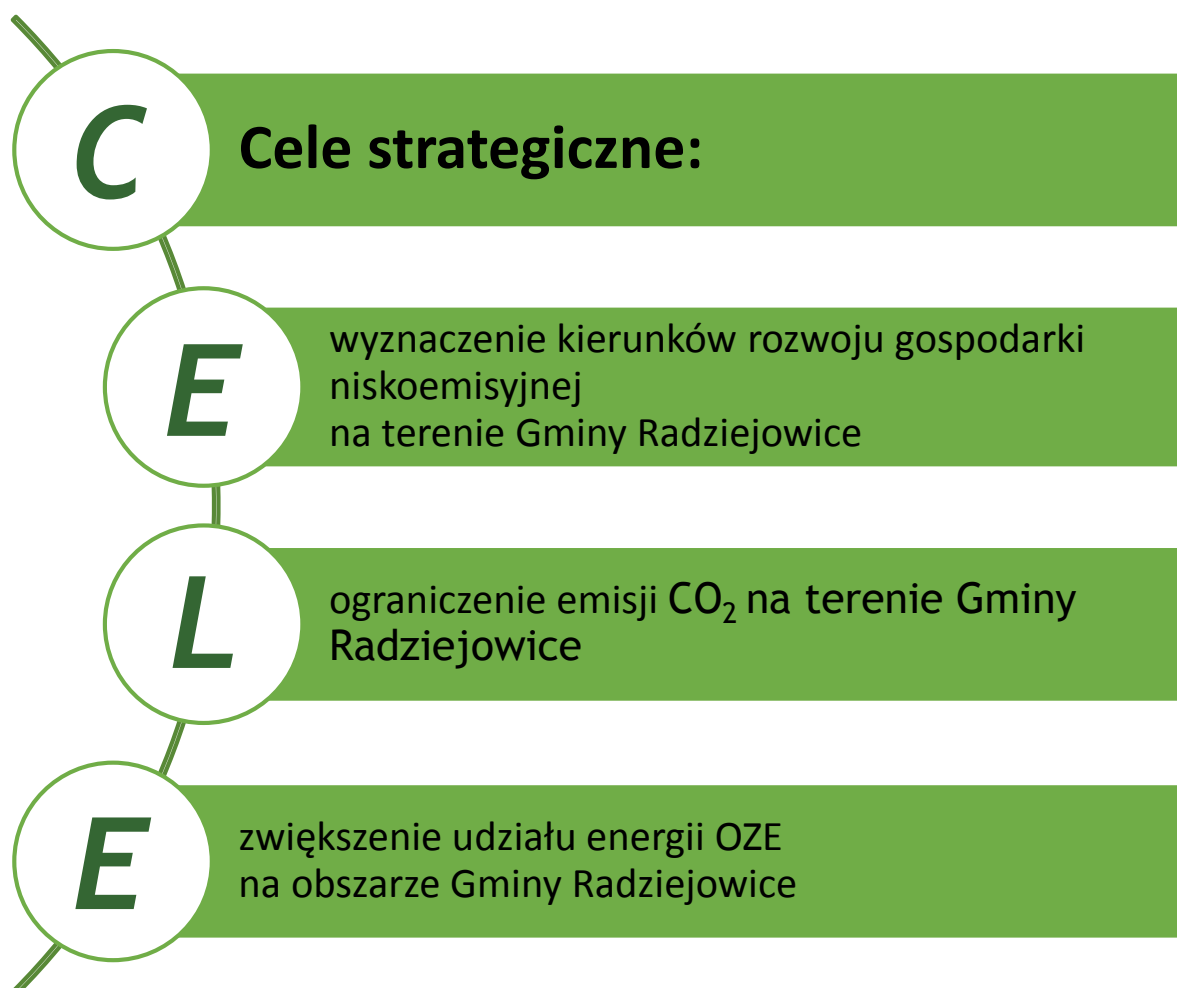 C
Cele strategiczne:
E
wyznaczenie kierunków rozwoju gospodarki
niskoemisyjnej
na terenie Gminy Radziejowice
L
ograniczenie emisji CO₂ na terenie Gminy
Radziejowice
E
zwiększenie udziału energii OZE
na obszarze Gminy Radziejowice